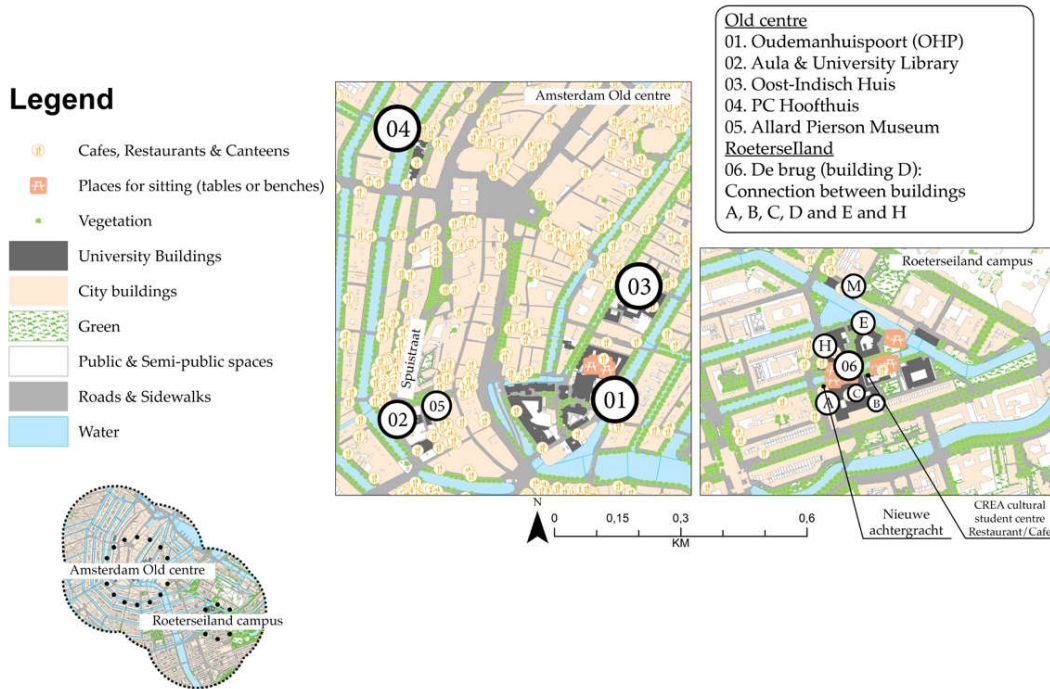 Old centre
01. Oudemanhuispoort (OHP)
02. Aula & University Library
03. Oost-Indisch Huis
04. PC Hoofthuis
05. Allard Pierson Museum
RoeterseIland
06. De brug (building D):
Connection between buildings
A, B, C, D and E and H
Legend
Cafes, Restaurants & Canteens
Places for sitting (tables or benches)
Vegetation
University Buildings
City buildings
Green
Public & Semi-public spaces
Roads & Sidewalks
Water
Amsterdam Old centre
04
03
Spuistraat
02
05
01
Roeterseiland campus
M
E
H
06
A
C
B
Nieuwe
achtergracht
CREA cultural
student centre
Restaurant/Cafe
N
0
0,15
0,3
0,6
KM
Amsterdam Old centre
Roeterseiland campus